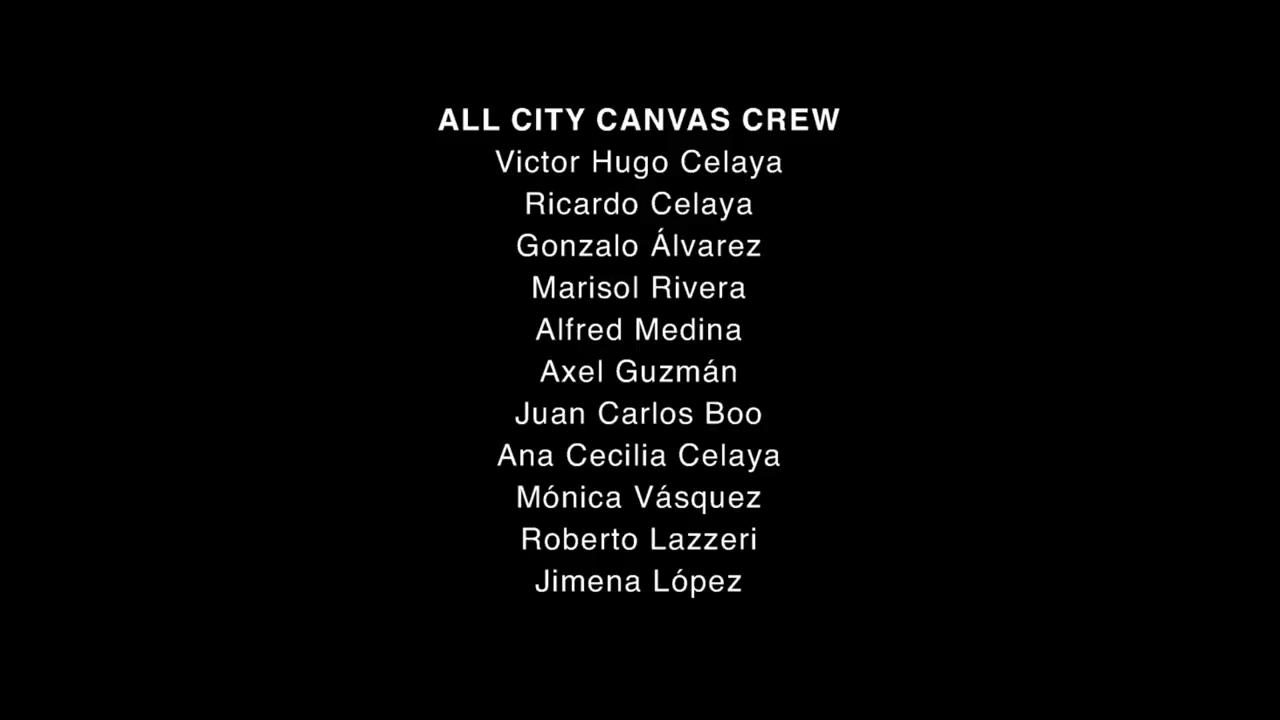 ALL CITY CANVAS CREW
Victor Hugo Celaya
Ricardo Celaya
Gonzalo Álvarez
Marisol Rivera
Alfred Medina
Axel Guzmán
Juan Carlos Boo
Ana Cecilia Celaya
Mónica Vásquez
Roberto Lazzeri
Jimena López